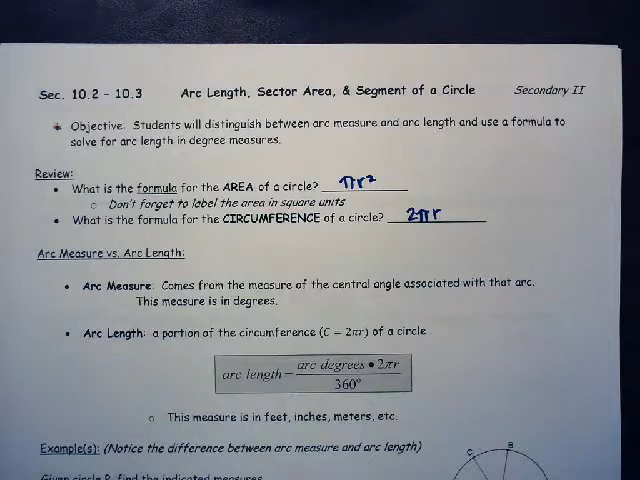 Sec. 10.2 - 10.3 Arc Length, Sector Area, & Segment of a Circle Secondary II
Objective: Students will distinguish between arc measure and arc length and use a formula to
solve for arc length in degree measures.
Review:
• What is the formula for the AREA of a circle? πr²
o Don't forget to label the area in square units
• What is the formula for the CIRCUMFERENCE of a circle? 2πr
Arc Measure vs. Arc Length:
• Arc Measure: Comes from the measure of the central angle associated with that arc.
This measure is in degrees.
• Arc Length: a portion of the circumference (C = 2πr) of a circle
arc length = arc degrees • 2πr / 360°
o This measure is in feet, inches, meters, etc.
Example(s): (Notice the difference between arc measure and arc length)
C B
Given circle P, find the indicated measures.